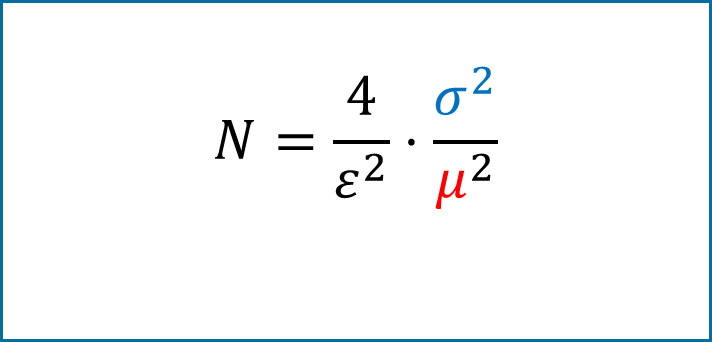 N = 4/ε² · σ²/μ²